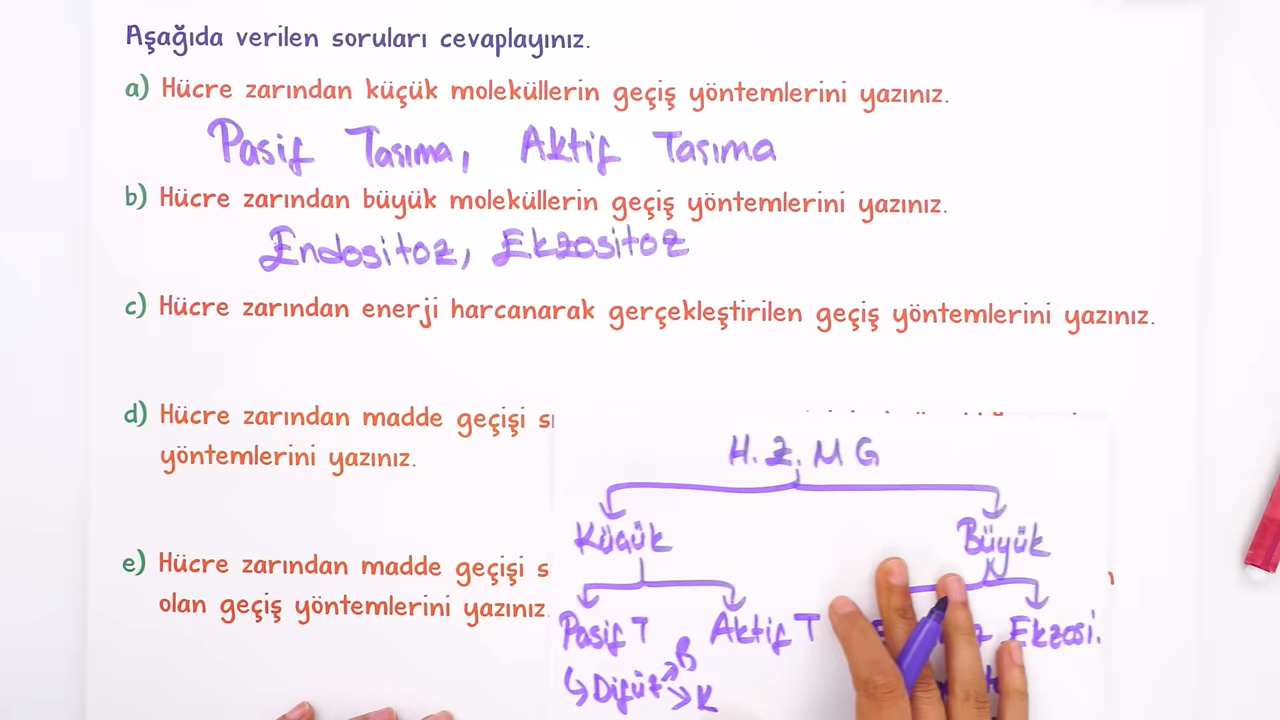 Aşağıda verilen soruları cevaplayınız.
a) Hücre zarından küçük moleküllerin geçiş yöntemlerini yazınız.
Pasif Taşıma, Aktif Taşıma
b) Hücre zarından büyük moleküllerin geçiş yöntemlerini yazınız.
Endositoz, Ekzositoz
c) Hücre zarından enerji harcanarak gerçekleştirilen geçiş yöntemlerini yazınız.
d) Hücre zarından madde geçişi
yöntemlerini yazınız.
e) Hücre zarından madde geçişi s
olan geçiş yöntemlerini yazınız.
H. Z. M G
Küçük Büyük
Pasif T Aktif T Ekzosi.
Difüz B
K